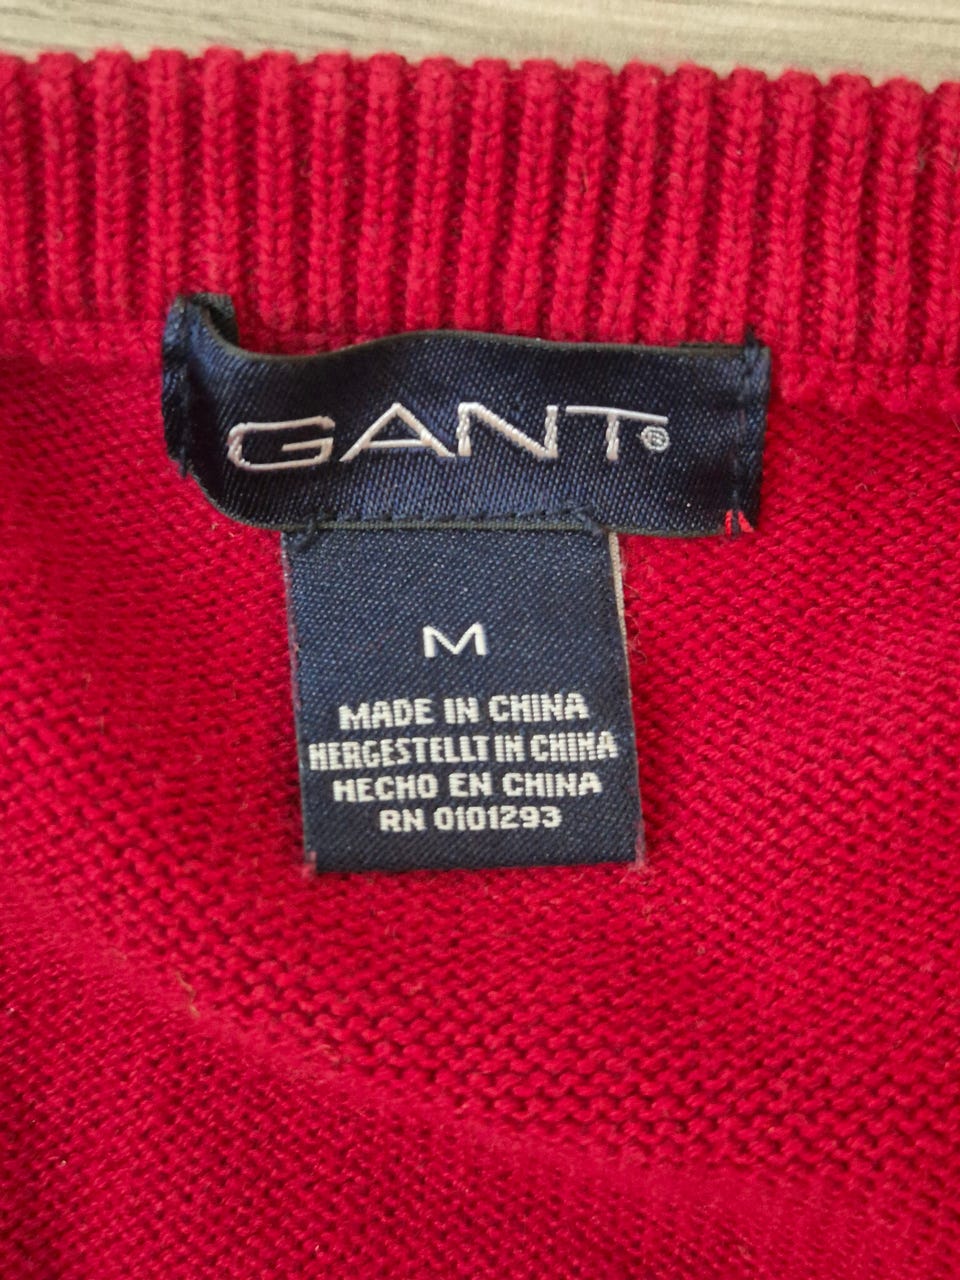 GANT®
M
MADE IN CHINA
HERGESTELLT IN CHINA
HECHO EN CHINA
RN 0101293